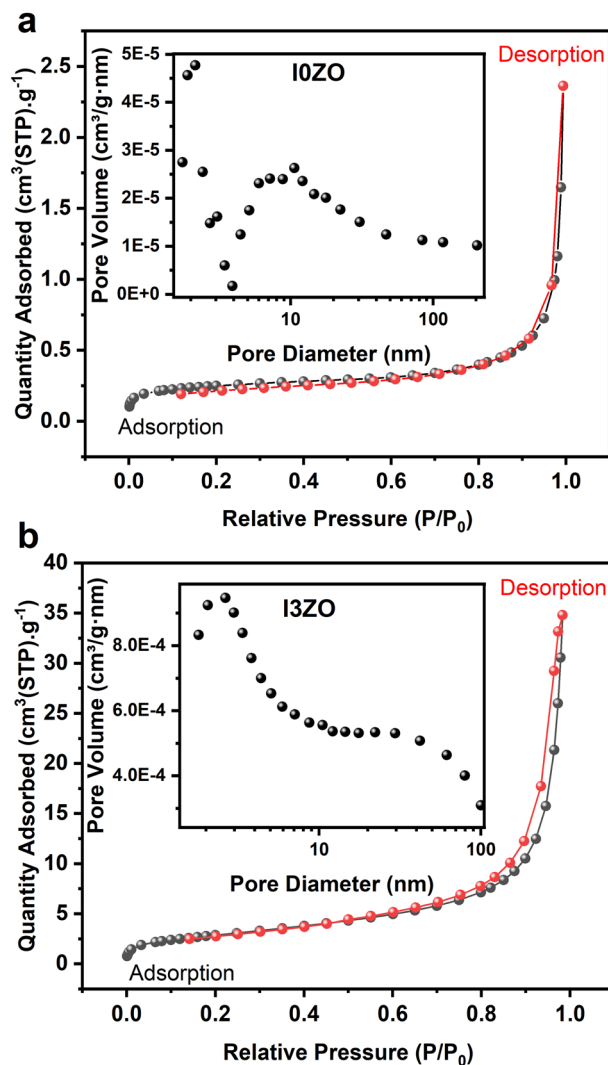 a
2.5
2.0
1.5
1.0
0.5
0.0
Quantity Adsorbed (cm³(STP).g⁻¹)
Desorption
I0ZO
5E-5
4E-5
3E-5
2E-5
1E-5
0E+0
Pore Volume (cm³/g·nm)
10
100
Pore Diameter (nm)
Adsorption
0.0
0.2
0.4
0.6
0.8
1.0
Relative Pressure (P/P₀)
b
40
35
30
25
20
15
10
5
0
Quantity Adsorbed (cm³(STP).g⁻¹)
Desorption
I3ZO
8.0E-4
6.0E-4
4.0E-4
Pore Volume (cm³/g·nm)
10
100
Pore Diameter (nm)
Adsorption
0.0
0.2
0.4
0.6
0.8
1.0
Relative Pressure (P/P₀)